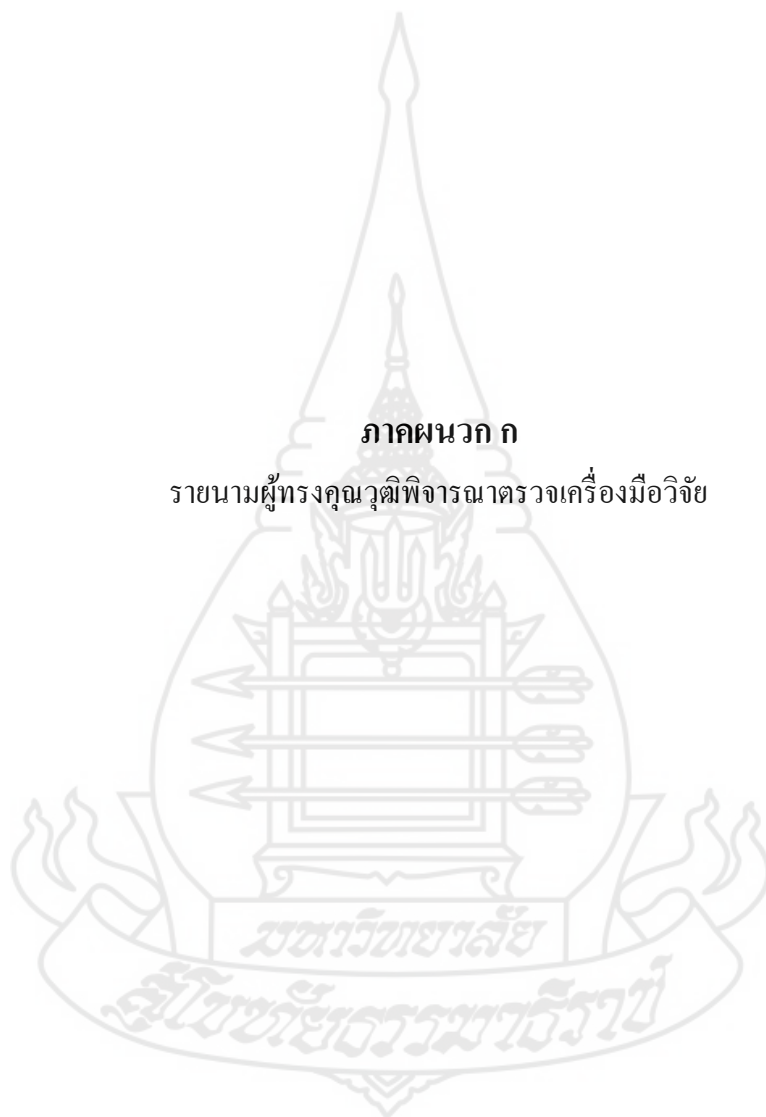 ภาคผนวก ก
รายนามผู้ทรงคุณวุฒิพิจารณาตรวจเครื่องมือวิจัย
มหาวิทยาลัย
สุโขทัยธรรมาธิราช